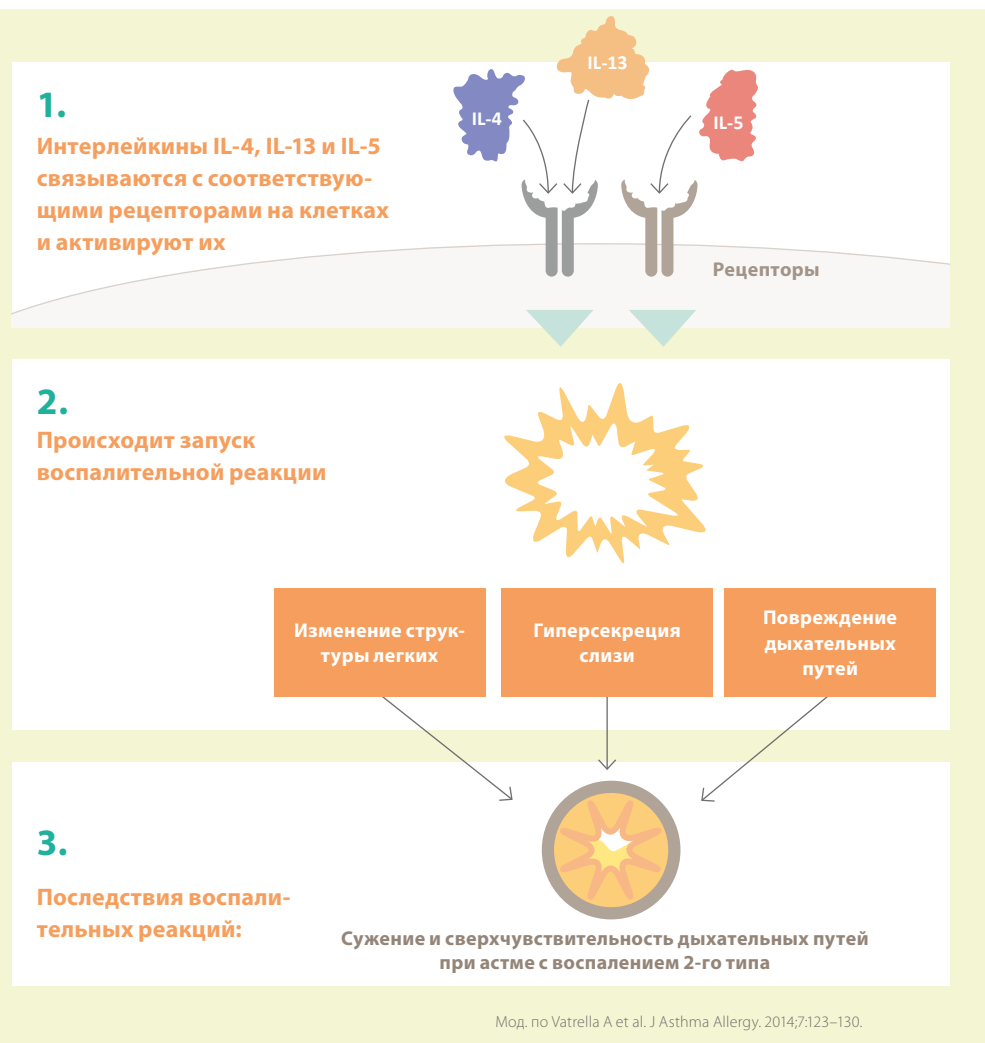 IL-13
IL-4
IL-5
1.
Интерлейкины IL-4, IL-13 и IL-5
связываются с соответствую-
щими рецепторами на клетках
и активируют их
Рецепторы
2.
Происходит запуск
воспалительной реакции
Изменение струк-
туры легких
Гиперсекреция
слизи
Повреждение
дыхательных
путей
3.
Последствия воспали-
тельных реакций:
Сужение и сверхчувствительность дыхательных путей
при астме с воспалением 2-го типа
Мод. по Vatrella A et al. J Asthma Allergy. 2014;7:123–130.